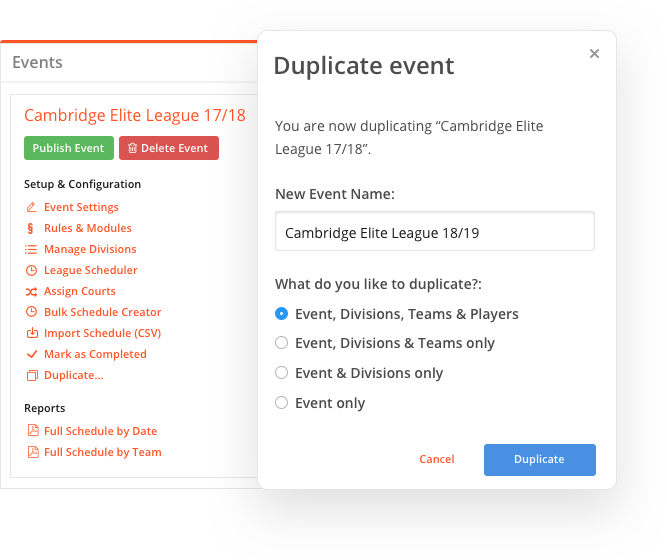 Events
Cambridge Elite League 17/18
Publish Event
Delete Event
Setup & Configuration
Event Settings
§ Rules & Modules
Manage Divisions
League Scheduler
Assign Courts
Bulk Schedule Creator
Import Schedule (CSV)
Mark as Completed
Duplicate...
Reports
Full Schedule by Date
Full Schedule by Team
Duplicate event
You are now duplicating “Cambridge Elite
League 17/18”.
New Event Name:
Cambridge Elite League 18/19
What do you like to duplicate?:
Event, Divisions, Teams & Players
Event, Divisions & Teams only
Event & Divisions only
Event only
Cancel
Duplicate